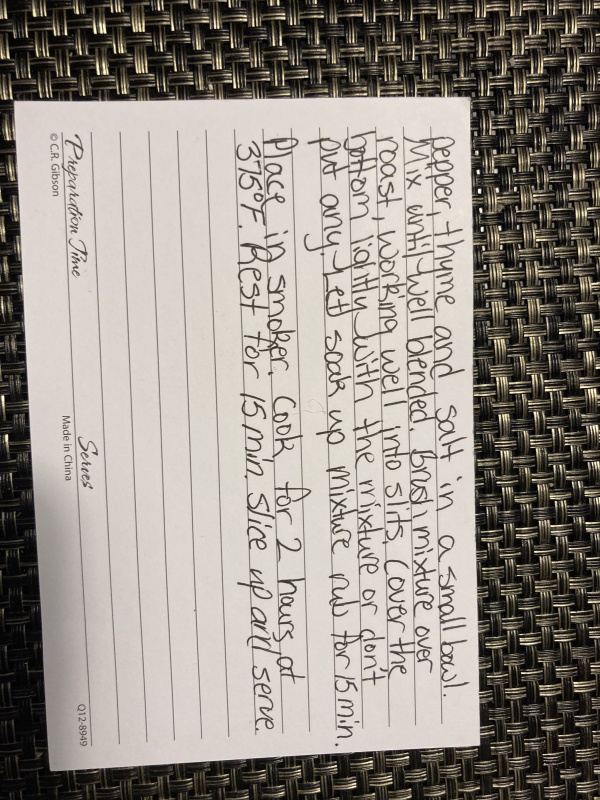 pepper, thyme and salt in a small bowl.
Mix until well blended. Brush mixture over
roast, working well into slits. Cover the
bottom lightly with the mixture or don't
put any. Let soak up mixture rub for 15 min.
Place in smoker. Cook for 2 hours at
375°F. Rest for 15 min. Slice up and serve.
Preparation Time Serves
© C.R. Gibson Made in China Q12-8949